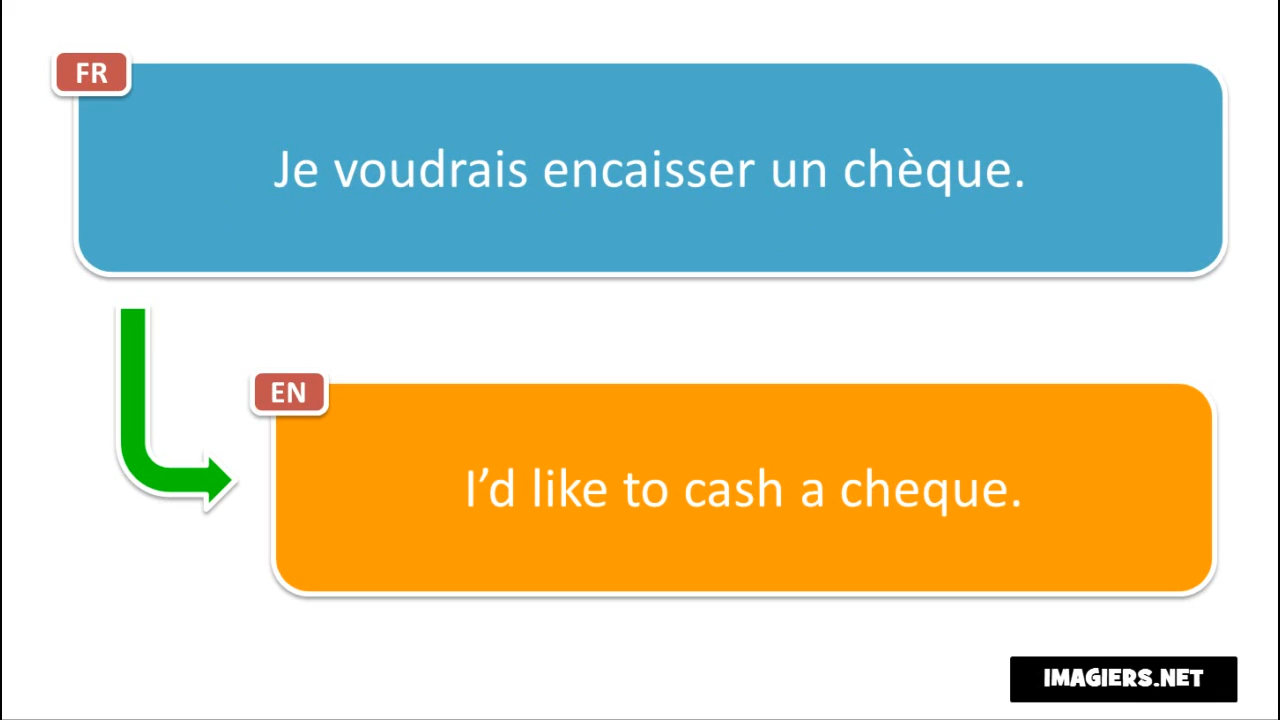 FR
Je voudrais encaisser un chèque.
EN
I’d like to cash a cheque.
IMAGIERS.NET